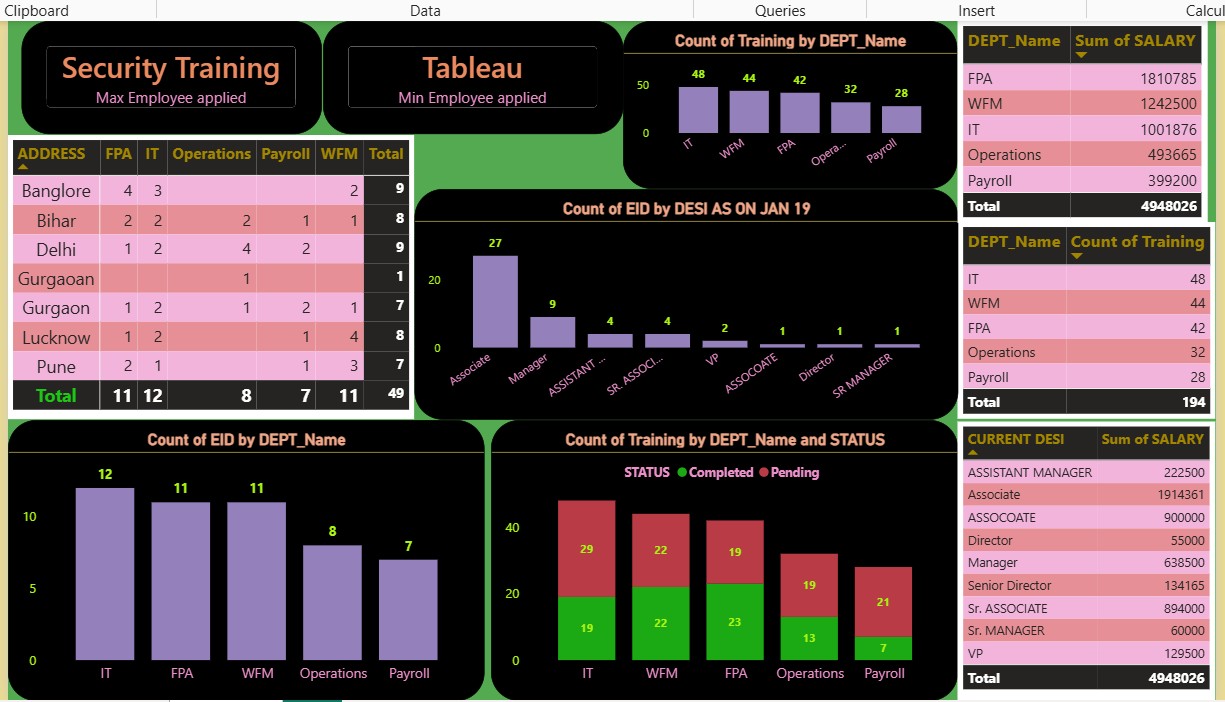 Clipboard Data Queries Insert Calcul
Security Training
Max Employee applied
Tableau
Min Employee applied
Count of Training by DEPT_Name
50
0
48 44 42 32 28
IT WFM FPA Opera... Payroll
DEPT_Name Sum of SALARY
FPA 1810785
WFM 1242500
IT 1001876
Operations 493665
Payroll 399200
Total 4948026
ADDRESS FPA IT Operations Payroll WFM Total
Banglore 4 3 2 9
Bihar 2 2 2 1 1 8
Delhi 1 2 4 2 9
Gurgaoan 1 1
Gurgaon 1 2 1 2 1 7
Lucknow 1 2 1 4 8
Pune 2 1 1 3 7
Total 11 12 8 7 11 49
Count of EID by DESI AS ON JAN 19
20
0
27 9 4 4 2 1 1 1
Associate Manager ASSISTANT ... SR. ASSOCI... VP ASSOCOATE Director SR MANAGER
DEPT_Name Count of Training
IT 48
WFM 44
FPA 42
Operations 32
Payroll 28
Total 194
Count of EID by DEPT_Name
10
5
0
12 11 11 8 7
IT FPA WFM Operations Payroll
Count of Training by DEPT_Name and STATUS
STATUS Completed Pending
40
20
0
29 22 19 19 21
19 22 23 13 7
IT WFM FPA Operations Payroll
CURRENT DESI Sum of SALARY
ASSISTANT MANAGER 222500
Associate 1914361
ASSOCOATE 900000
Director 55000
Manager 638500
Senior Director 134165
Sr. ASSOCIATE 894000
Sr. MANAGER 60000
VP 129500
Total 4948026